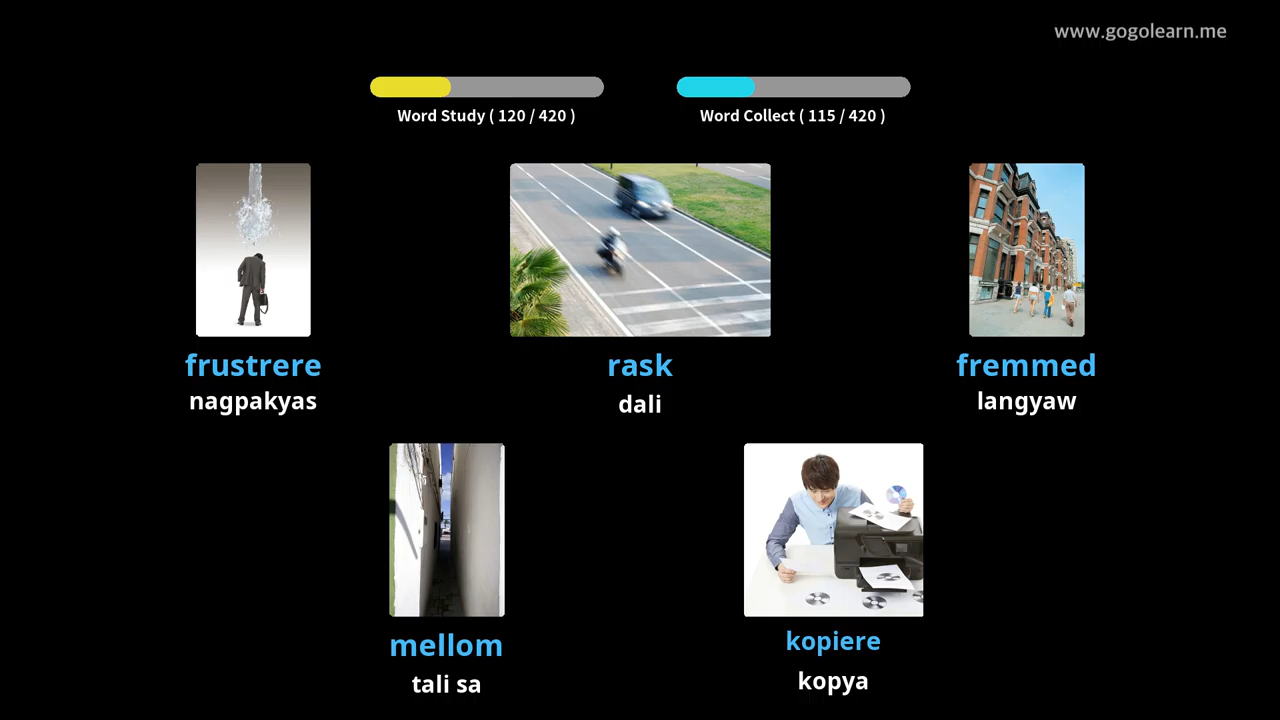 www.gogolearn.me
Word Study ( 120 / 420 )
Word Collect ( 115 / 420 )
frustrere
nagpakyas
rask
dali
fremmed
langyaw
mellom
tali sa
kopiere
kopya